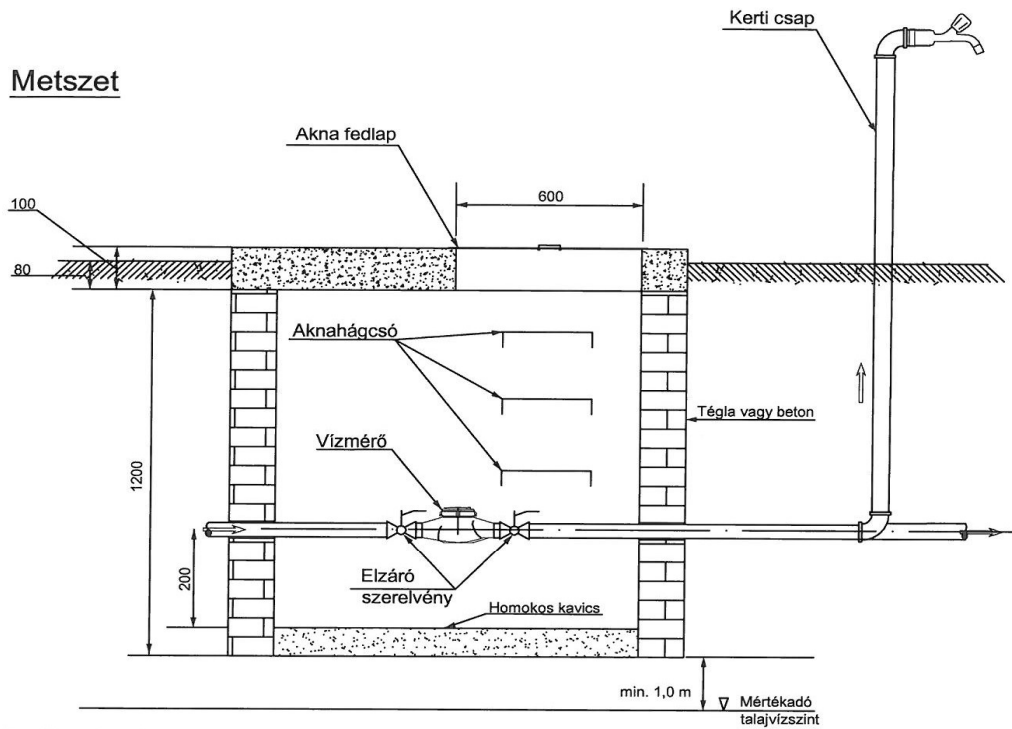 Kerti csap
Metszet
Akna fedlap
600
100
80
Aknahágcsó
Tégla vagy beton
Vízmérő
1200
200
Elzáró
szerelvény
Homokos kavics
min. 1,0 m
Mértékadó
talajvízszint